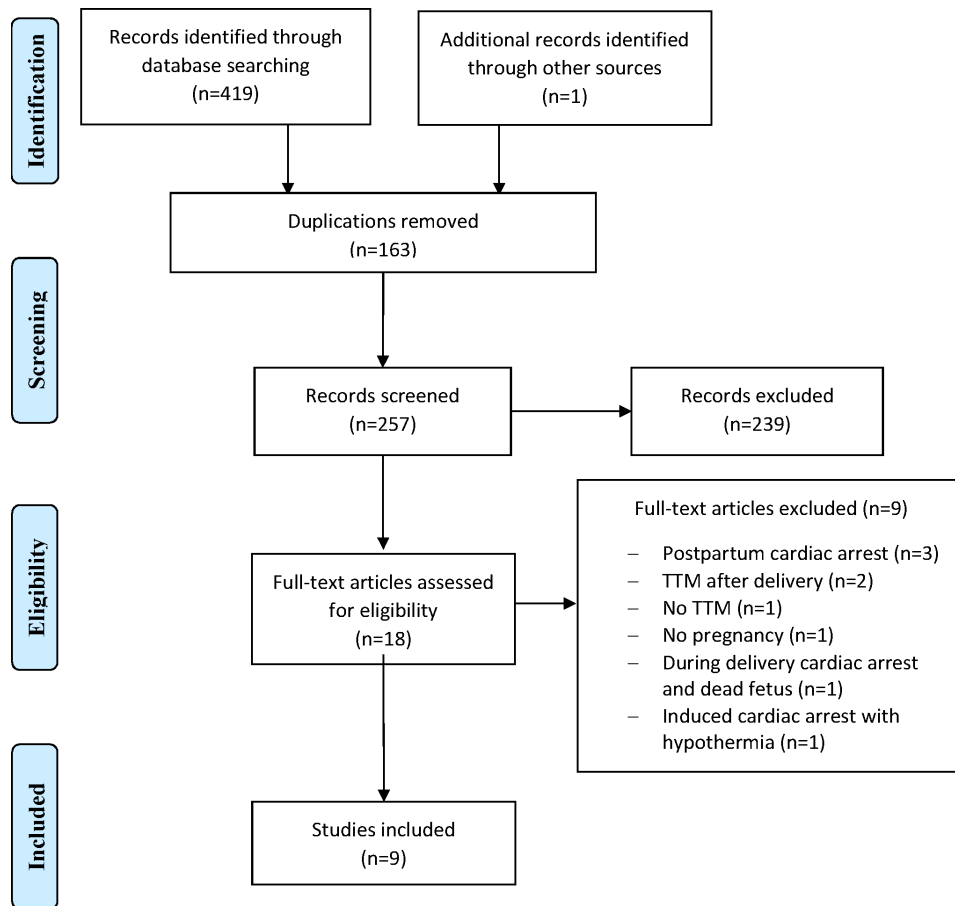 Identification
Records identified through
database searching
(n=419)
Additional records identified
through other sources
(n=1)
Duplications removed
(n=163)
Screening
Records screened
(n=257)
Records excluded
(n=239)
Eligibility
Full-text articles assessed
for eligibility
(n=18)
Full-text articles excluded (n=9)
– Postpartum cardiac arrest (n=3)
– TTM after delivery (n=2)
– No TTM (n=1)
– No pregnancy (n=1)
– During delivery cardiac arrest
and dead fetus (n=1)
– Induced cardiac arrest with
hypothermia (n=1)
Included
Studies included
(n=9)